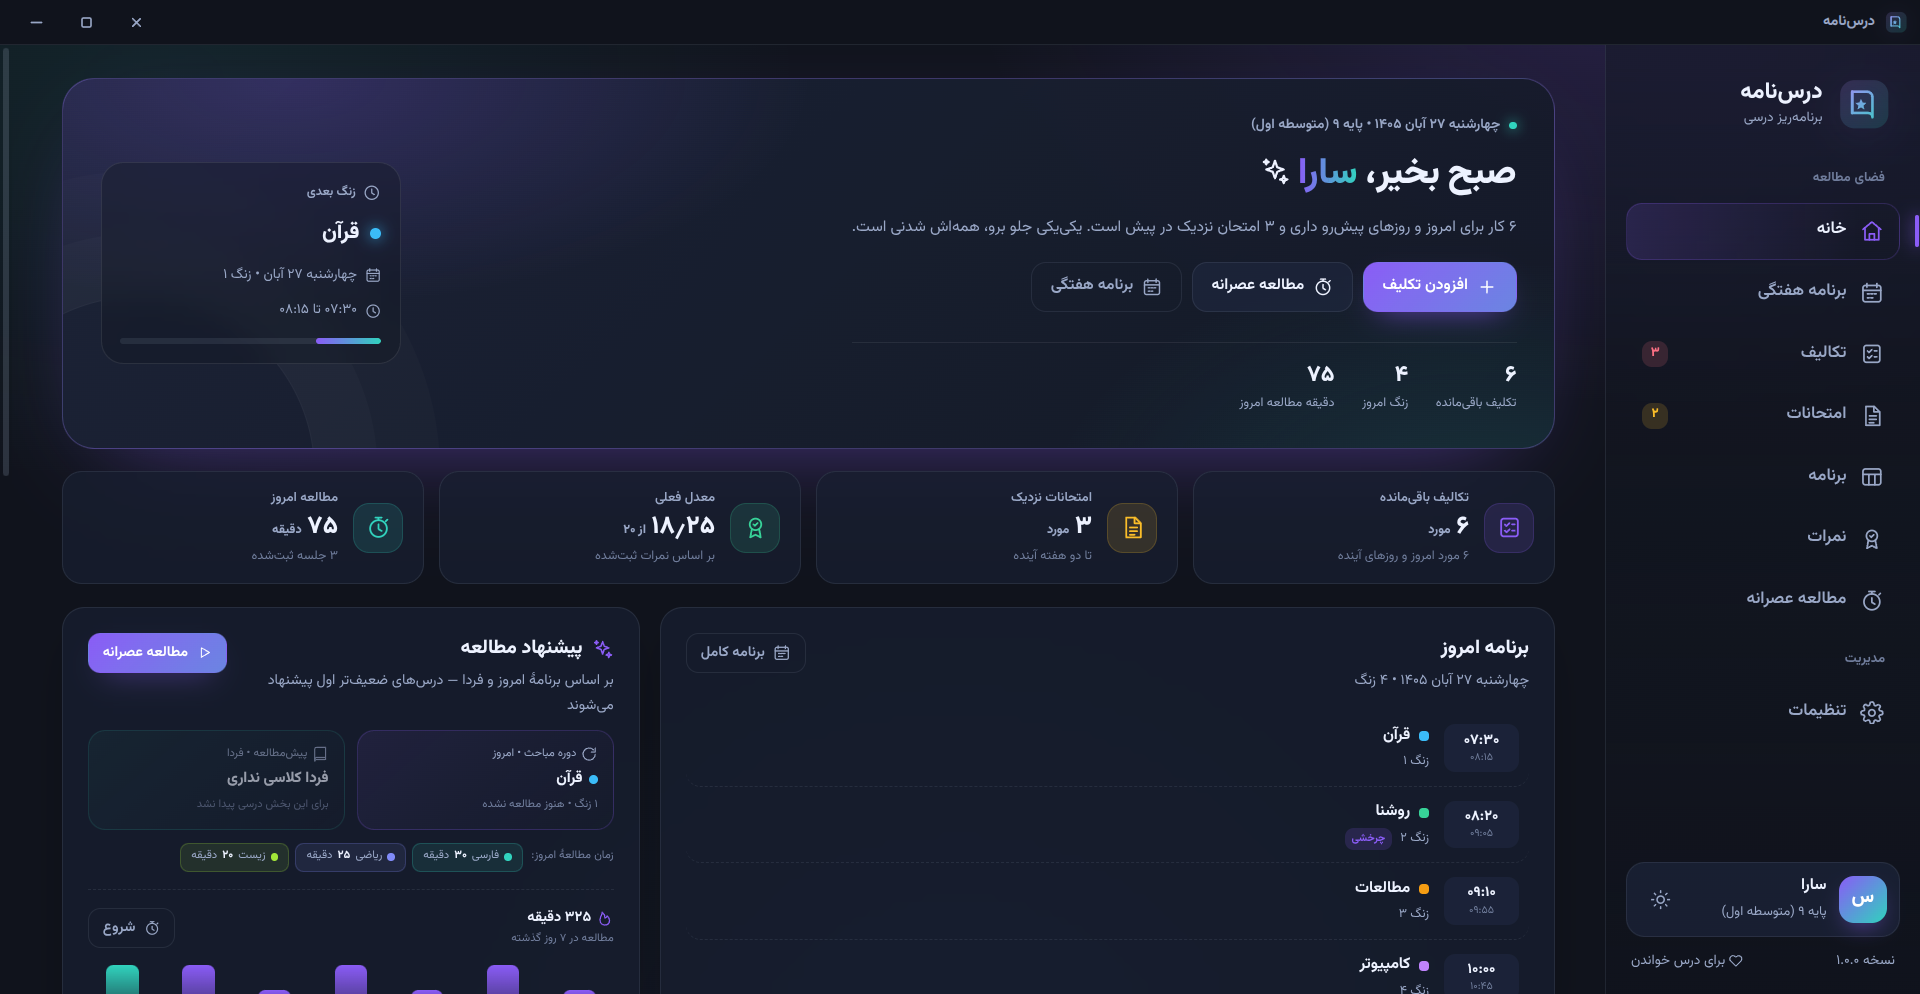 درس‌نامه
درس‌نامه
برنامه‌ریز درسی
فضای مطالعه
خانه
برنامه هفتگی
تکالیف
۳
امتحانات
۲
برنامه
نمرات
مطالعه عصرانه
مدیریت
تنظیمات
س
سارا
پایه ۹ (متوسطه اول)
نسخه ۱.۰.۰
برای درس خواندن
چهارشنبه ۲۷ آبان ۱۴۰۵ • پایه ۹ (متوسطه اول)
صبح بخیر، سارا
۶ کار برای امروز و روزهای پیش‌رو داری و ۳ امتحان نزدیک در پیش است. یکی‌یکی جلو برو، همه‌اش شدنی است.
افزودن تکلیف
مطالعه عصرانه
برنامه هفتگی
۶
تکلیف باقی‌مانده
۴
زنگ امروز
۷۵
دقیقه مطالعه امروز
زنگ بعدی
قرآن
چهارشنبه ۲۷ آبان • زنگ ۱
۰۷:۳۰ تا ۰۸:۱۵
تکالیف باقی‌مانده
۶ مورد
۶ مورد امروز و روزهای آینده
امتحانات نزدیک
۳ مورد
تا دو هفته آینده
معدل فعلی
۱۸٫۲۵ از ۲۰
بر اساس نمرات ثبت‌شده
مطالعه امروز
۷۵ دقیقه
۳ جلسه ثبت‌شده
برنامه امروز
چهارشنبه ۲۷ آبان ۱۴۰۵ • ۴ زنگ
برنامه کامل
۰۷:۳۰
۰۸:۱۵
قرآن
زنگ ۱
۰۸:۲۰
۰۹:۰۵
روشنا
زنگ ۲ چرخشی
۰۹:۱۰
۰۹:۵۵
مطالعات
زنگ ۳
۱۰:۰۰
۱۰:۴۵
کامپیوتر
زنگ ۴
پیشنهاد مطالعه
بر اساس برنامهٔ امروز و فردا — درس‌های ضعیف‌تر اول پیشنهاد
می‌شوند
مطالعه عصرانه
دوره مباحث • امروز
قرآن
۱ زنگ • هنوز مطالعه نشده
پیش‌مطالعه • فردا
فردا کلاسی نداری
برای این بخش درسی پیدا نشد
زمان مطالعهٔ امروز:
فارسی ۳۰ دقیقه
ریاضی ۲۵ دقیقه
زیست ۲۰ دقیقه
۳۲۵ دقیقه
مطالعه در ۷ روز گذشته
شروع